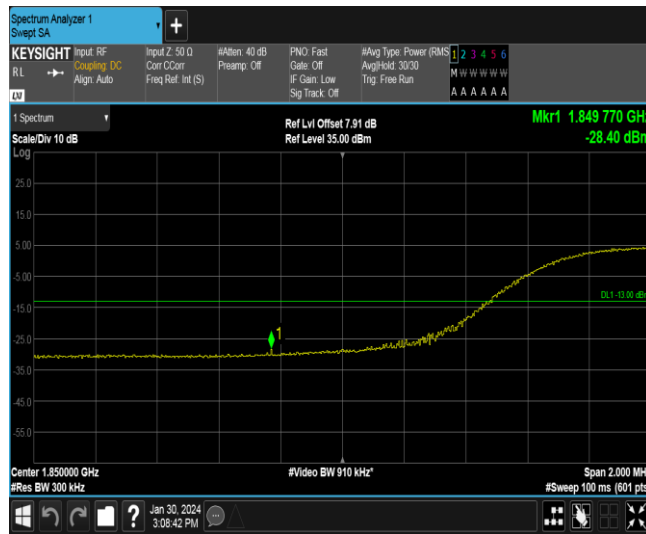 Spectrum Analyzer 1
Swept SA
+
KEYSIGHT
RL
LXI
Input: RF
Coupling: DC
Align: Auto
Input Z: 50 Ω
Corr CCorr
Freq Ref: Int (S)
#Atten: 40 dB
Preamp: Off
PNO: Fast
Gate: Off
IF Gain: Low
Sig Track: Off
#Avg Type: Power (RMS
Avg|Hold: 30/30
Trig: Free Run
1 2 3 4 5 6
M W W W W W
A A A A A A
1 Spectrum
Scale/Div 10 dB
Log
Ref Lvl Offset 7.91 dB
Ref Level 35.00 dBm
Mkr1 1.849 770 GHz
-28.40 dBm
25.0
15.0
5.00
-5.00
DL1 -13.00 dBm
-15.0
1
-25.0
-35.0
-45.0
-55.0
Center 1.850000 GHz
#Res BW 300 kHz
#Video BW 910 kHz*
Span 2.000 MH
#Sweep 100 ms (601 pts
?
Jan 30, 2024
3:08:42 PM